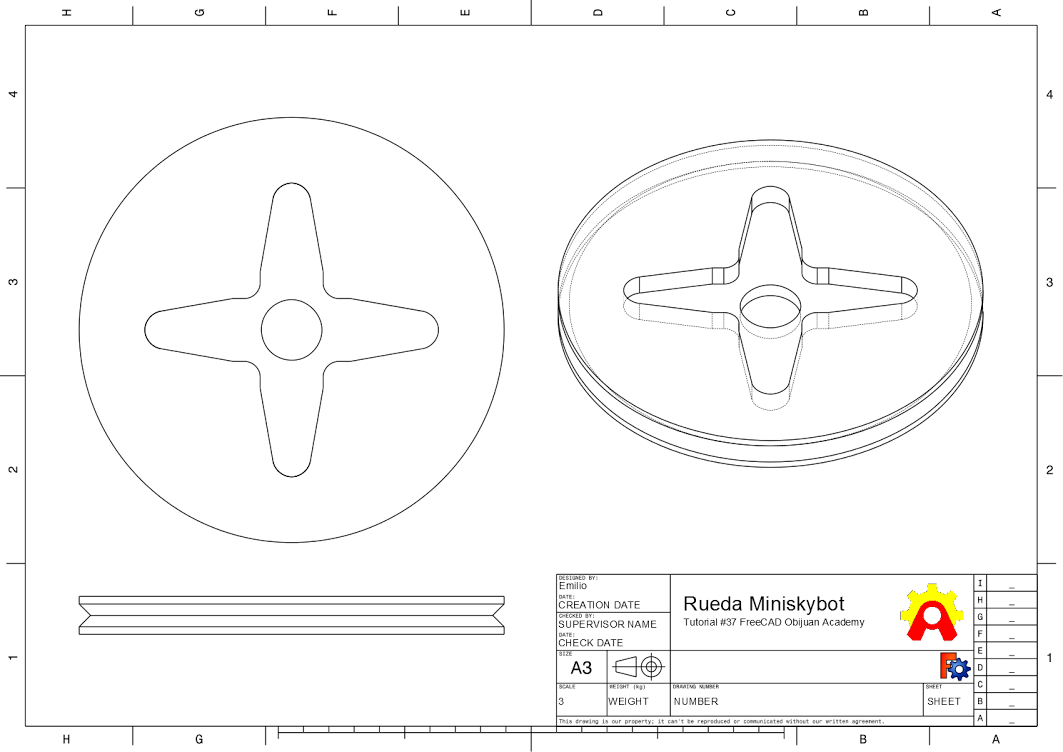 H G F E D C B A
4 4
3 3
2 2
1 1
DESIGNED BY:
Emilio
DATE:
CREATION DATE
CHECKED BY:
SUPERVISOR NAME
DATE:
CHECK DATE
SIZE
A3
Rueda Miniskybot
Tutorial #37 FreeCAD Obijuan Academy
SCALE
3
WEIGHT (kg)
WEIGHT
DRAWING NUMBER
NUMBER
SHEET
SHEET
This drawing is our property; it can't be reproduced or communicated without our written agreement.
I _
H _
G _
F _
E _
D _
C _
B _
A _
H G B A